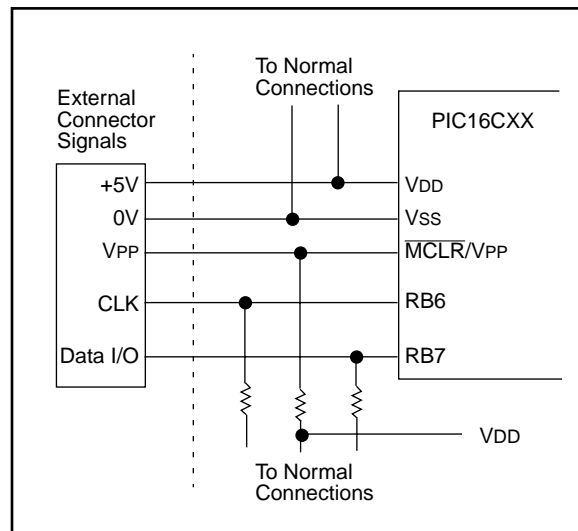 To Normal
Connections
External
Connector
Signals
PIC16CXX
+5V
VDD
0V
VSS
VPP
MCLR/VPP
CLK
RB6
Data I/O
RB7
VDD
To Normal
Connections